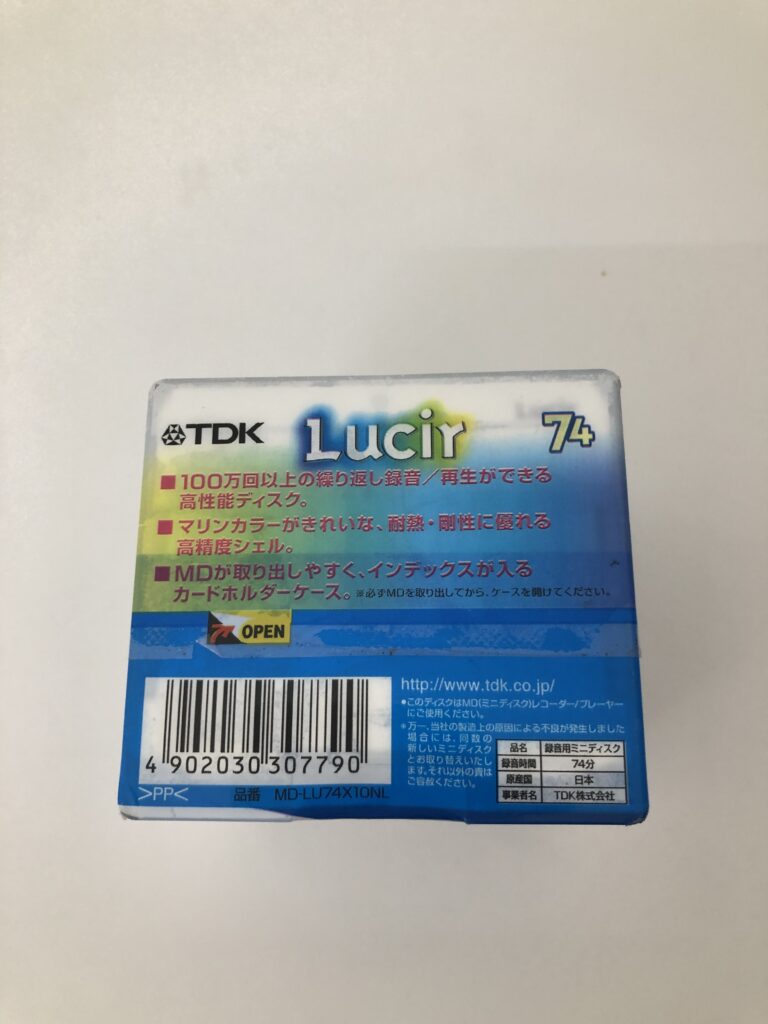 TDK Lucir 74
■100万回以上の繰り返し録音／再生ができる
高性能ディスク。
■マリンカラーがきれいな、耐熱・剛性に優れる
高精度シェル。
■MDが取り出しやすく、インデックスが入る
カードホルダーケース。※必ずMDを取り出してから、ケースを開けてください。
OPEN
http://www.tdk.co.jp/
●このディスクはMD(ミニディスク)レコーダー/プレーヤー
にご使用ください。
※万一、当社の製造上の原因による不良が発生しました
場合には、同数の
新しいミニディスク
とお取り替えいたし
ます。それ以外の責は
ご容赦ください。
品名 録音用ミニディスク
録音時間 74分
原産国 日本
事業者名 TDK株式会社
4 902030 307790
>PP< 品番 MD-LU74X10NL